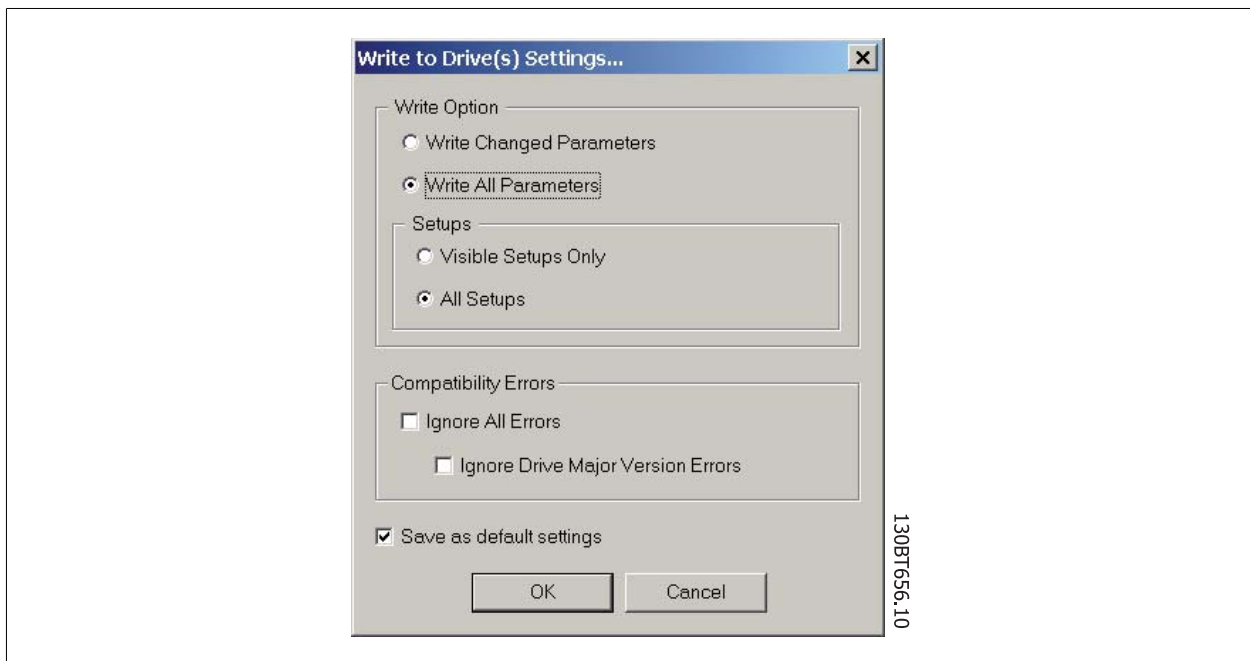 Write to Drive(s) Settings...
Write Option
Write Changed Parameters
Write All Parameters
Setups
Visible Setups Only
All Setups
Compatibility Errors
Ignore All Errors
Ignore Drive Major Version Errors
Save as default settings
OK Cancel
130BT656.10